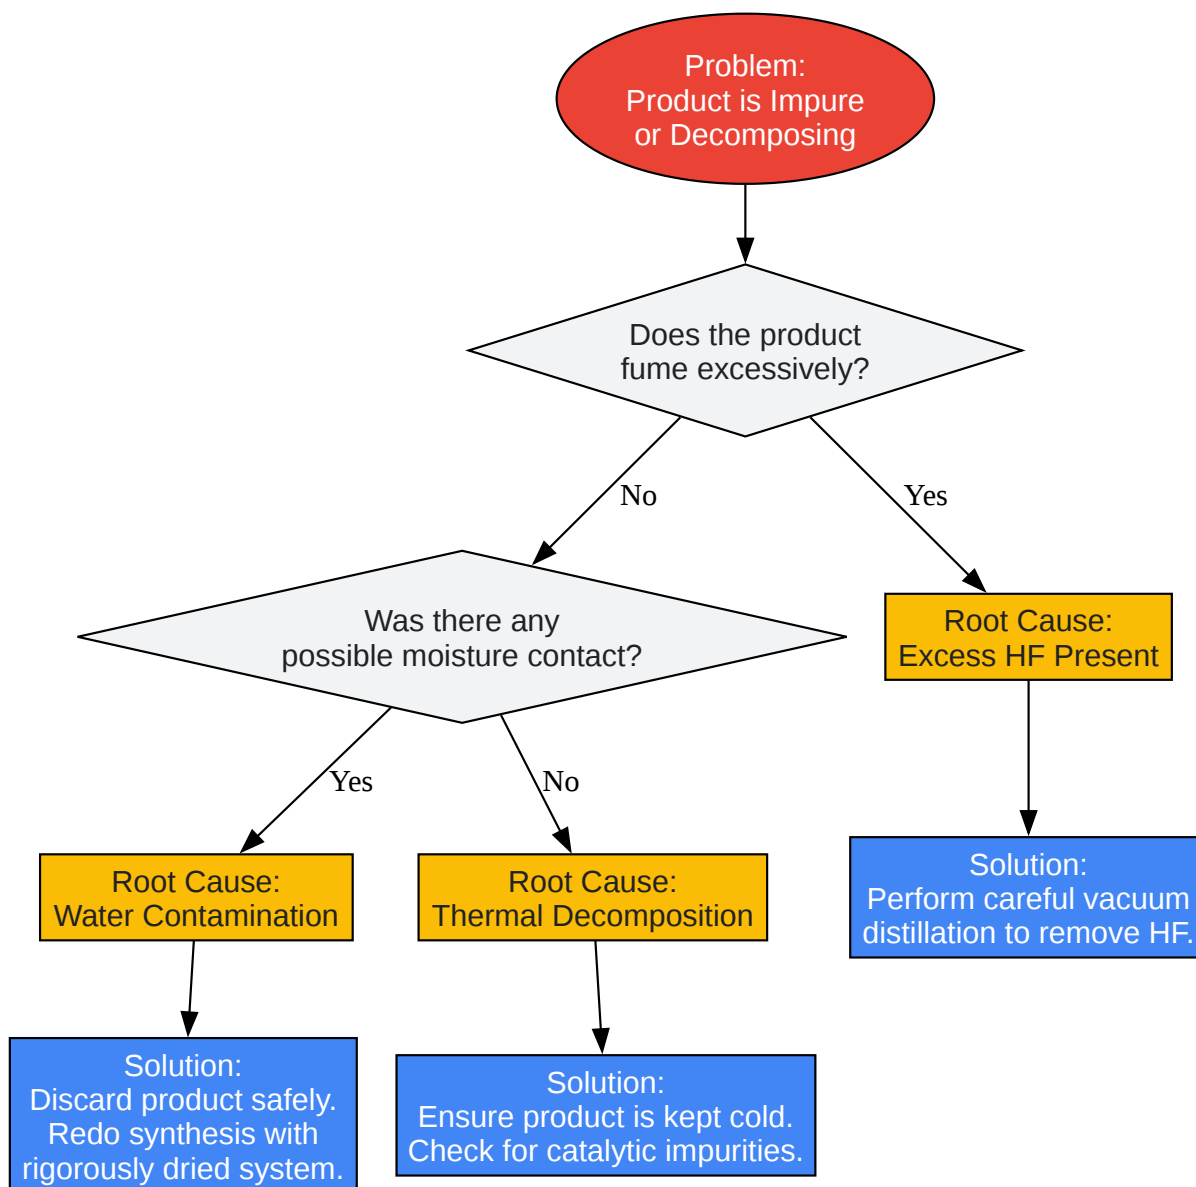 Problem:
Product is Impure
or Decomposing
Does the product
fume excessively?
No
Yes
Was there any
possible moisture contact?
Root Cause:
Excess HF Present
Yes
No
Root Cause:
Water Contamination
Root Cause:
Thermal Decomposition
Solution:
Perform careful vacuum
distillation to remove HF.
Solution:
Discard product safely.
Redo synthesis with
rigorously dried system.
Solution:
Ensure product is kept cold.
Check for catalytic impurities.